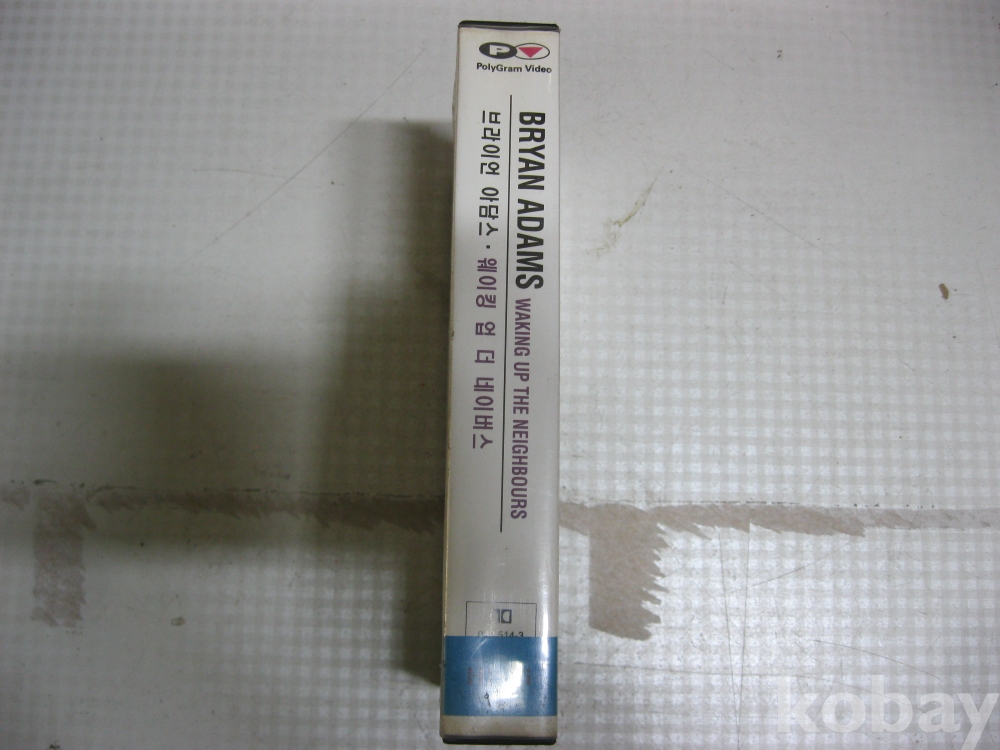 P
PolyGram Video
BRYAN ADAMS WAKING UP THE NEIGHBOURS
브라이언 아담스 · 웨이킹 업 더 네이버스
kobay